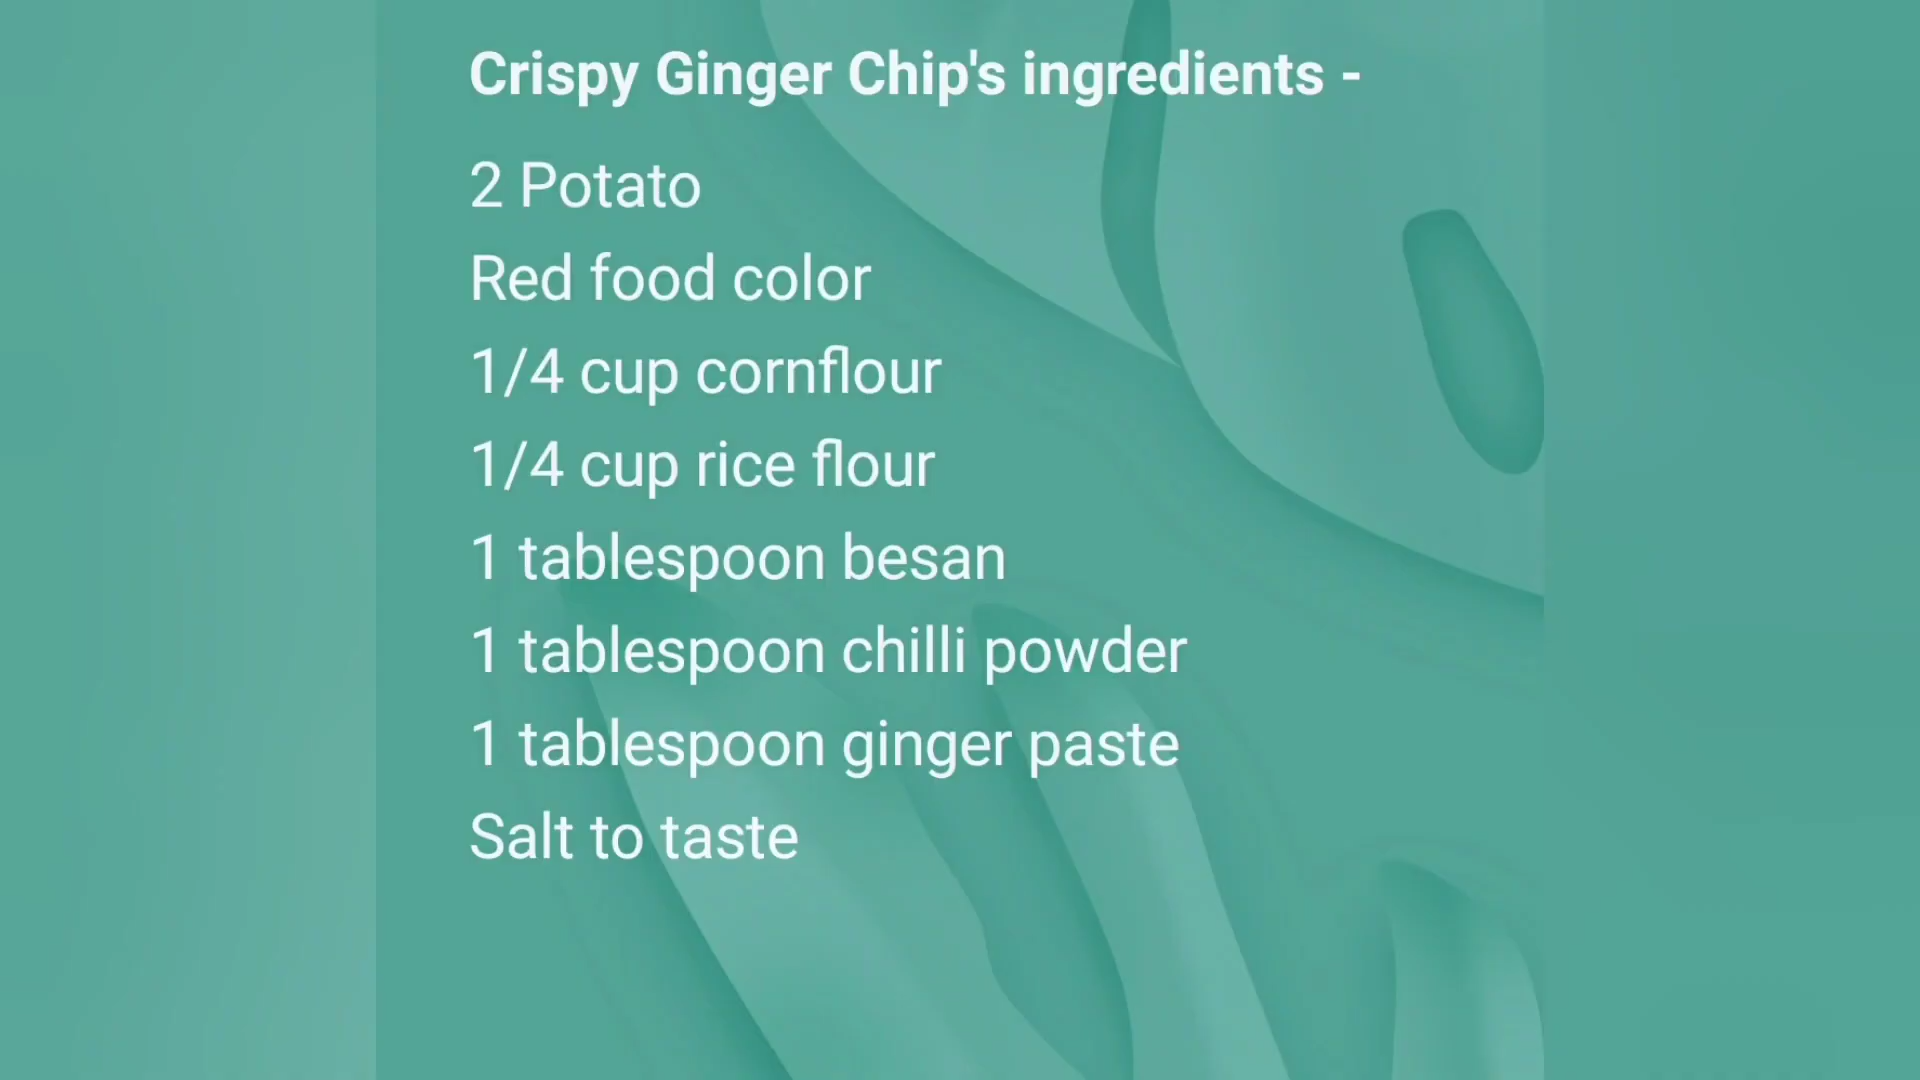 Crispy Ginger Chip's ingredients -
2 Potato
Red food color
1/4 cup cornflour
1/4 cup rice flour
1 tablespoon besan
1 tablespoon chilli powder
1 tablespoon ginger paste
Salt to taste